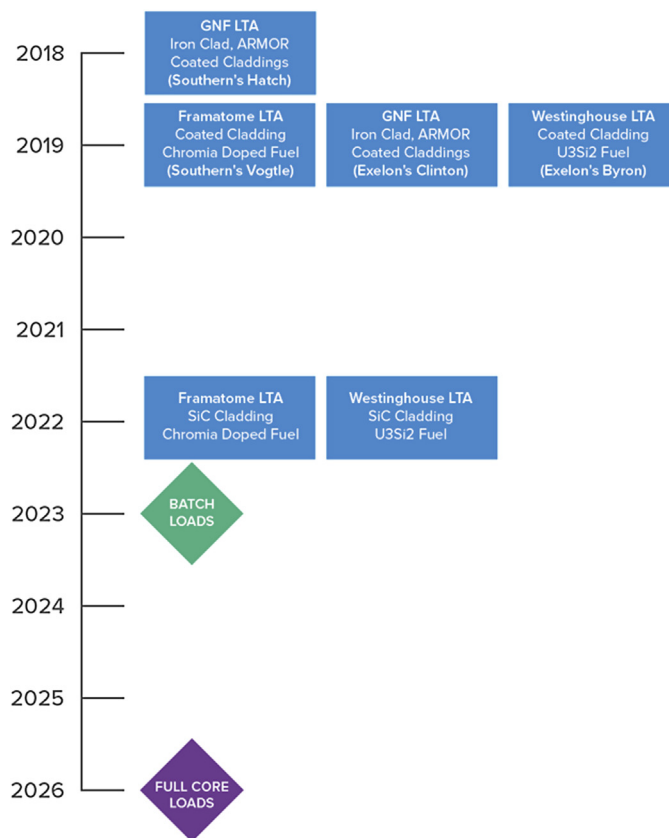 2018
GNF LTA
Iron Clad, ARMOR
Coated Claddings
(Southern's Hatch)
2019
Framatome LTA
Coated Cladding
Chromia Doped Fuel
(Southern's Vogtle)
GNF LTA
Iron Clad, ARMOR
Coated Claddings
(Exelon's Clinton)
Westinghouse LTA
Coated Cladding
U3Si2 Fuel
(Exelon's Byron)
2020
2021
2022
Framatome LTA
SiC Cladding
Chromia Doped Fuel
Westinghouse LTA
SiC Cladding
U3Si2 Fuel
2023
BATCH
LOADS
2024
2025
2026
FULL CORE
LOADS